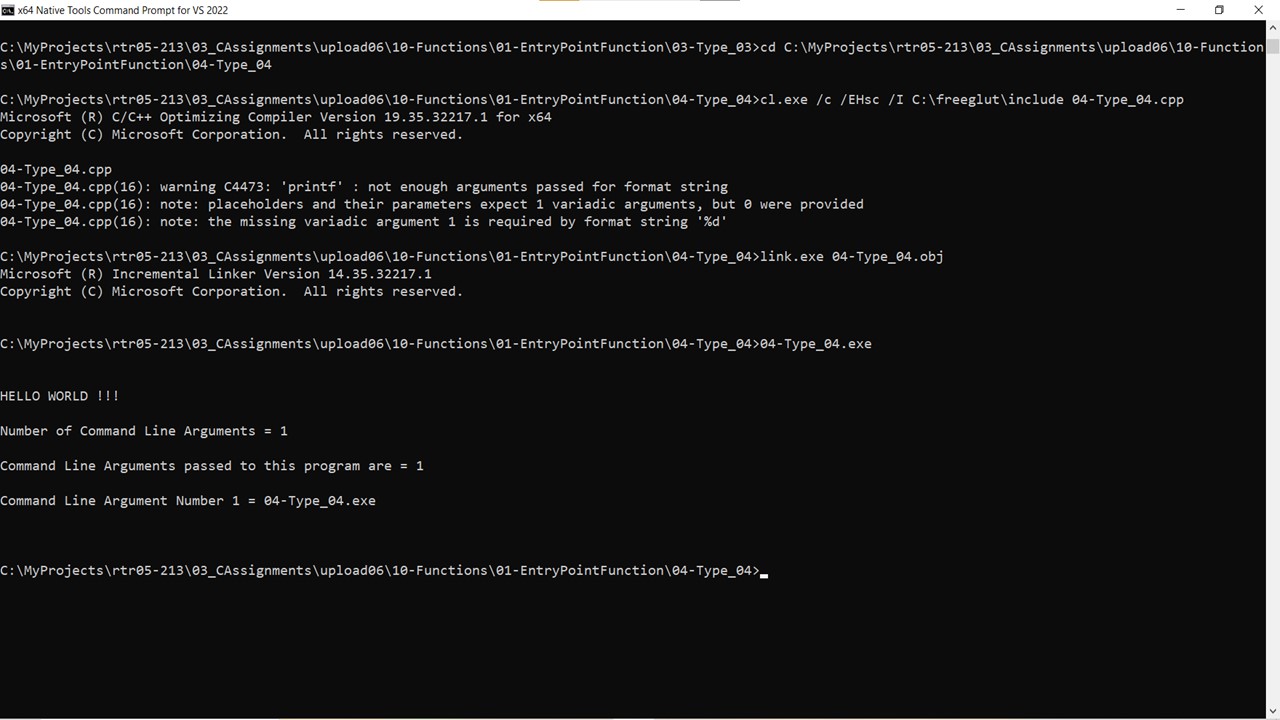 x64 Native Tools Command Prompt for VS 2022
C:\MyProjects\rtr05-213\03_CAssignments\upload06\10-Functions\01-EntryPointFunction\03-Type_03>cd C:\MyProjects\rtr05-213\03_CAssignments\upload06\10-Function
s\01-EntryPointFunction\04-Type_04
C:\MyProjects\rtr05-213\03_CAssignments\upload06\10-Functions\01-EntryPointFunction\04-Type_04>cl.exe /c /EHsc /I C:\freeglut\include 04-Type_04.cpp
Microsoft (R) C/C++ Optimizing Compiler Version 19.35.32217.1 for x64
Copyright (C) Microsoft Corporation.  All rights reserved.
04-Type_04.cpp
04-Type_04.cpp(16): warning C4473: 'printf' : not enough arguments passed for format string
04-Type_04.cpp(16): note: placeholders and their parameters expect 1 variadic arguments, but 0 were provided
04-Type_04.cpp(16): note: the missing variadic argument 1 is required by format string '%d'
C:\MyProjects\rtr05-213\03_CAssignments\upload06\10-Functions\01-EntryPointFunction\04-Type_04>link.exe 04-Type_04.obj
Microsoft (R) Incremental Linker Version 14.35.32217.1
Copyright (C) Microsoft Corporation.  All rights reserved.
C:\MyProjects\rtr05-213\03_CAssignments\upload06\10-Functions\01-EntryPointFunction\04-Type_04>04-Type_04.exe
HELLO WORLD !!!
Number of Command Line Arguments = 1
Command Line Arguments passed to this program are = 1
Command Line Argument Number 1 = 04-Type_04.exe
C:\MyProjects\rtr05-213\03_CAssignments\upload06\10-Functions\01-EntryPointFunction\04-Type_04>